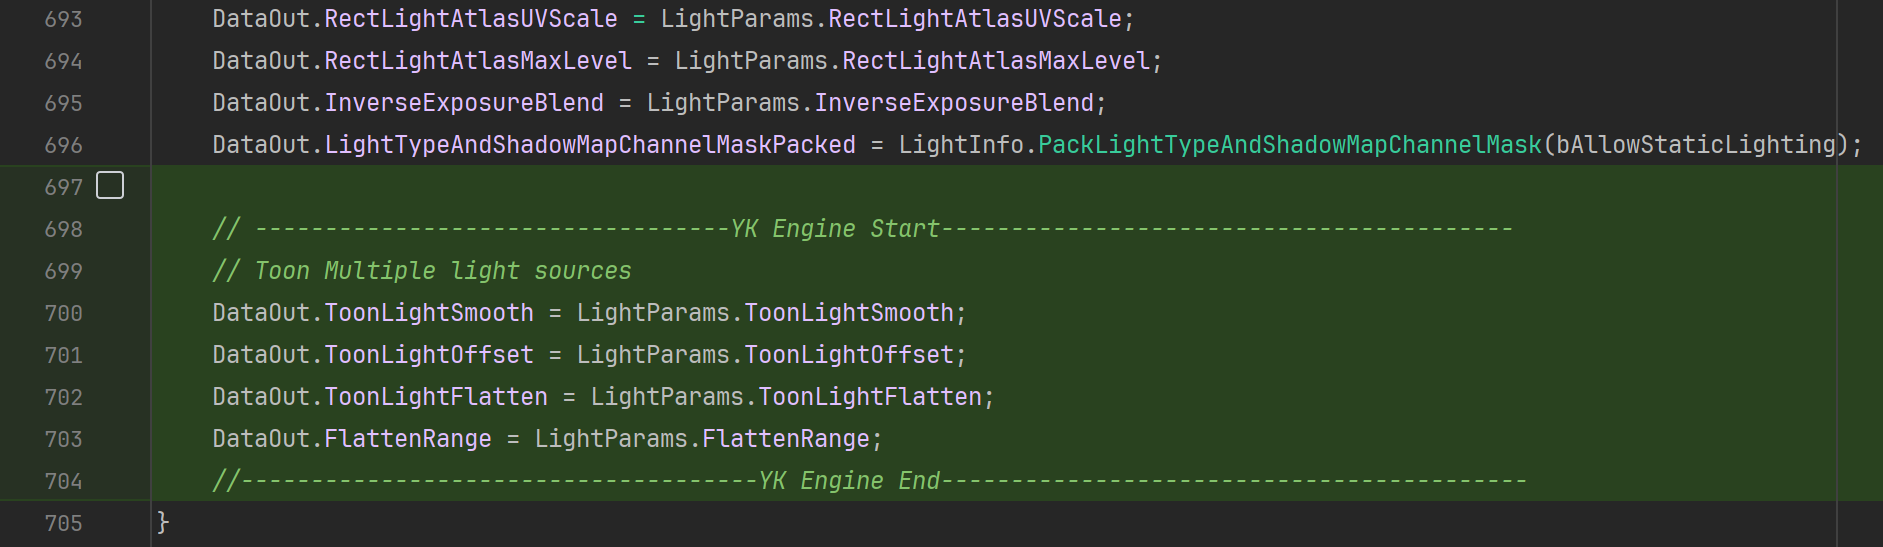 693 DataOut.RectLightAtlasUVScale = LightParams.RectLightAtlasUVScale;
694 DataOut.RectLightAtlasMaxLevel = LightParams.RectLightAtlasMaxLevel;
695 DataOut.InverseExposureBlend = LightParams.InverseExposureBlend;
696 DataOut.LightTypeAndShadowMapChannelMaskPacked = LightInfo.PackLightTypeAndShadowMapChannelMask(bAllowStaticLighting);
697
698 // ----------------------------------YK Engine Start-----------------------------------------
699 // Toon Multiple light sources
700 DataOut.ToonLightSmooth = LightParams.ToonLightSmooth;
701 DataOut.ToonLightOffset = LightParams.ToonLightOffset;
702 DataOut.ToonLightFlatten = LightParams.ToonLightFlatten;
703 DataOut.FlattenRange = LightParams.FlattenRange;
704 //-------------------------------------YK Engine End------------------------------------------
705 }